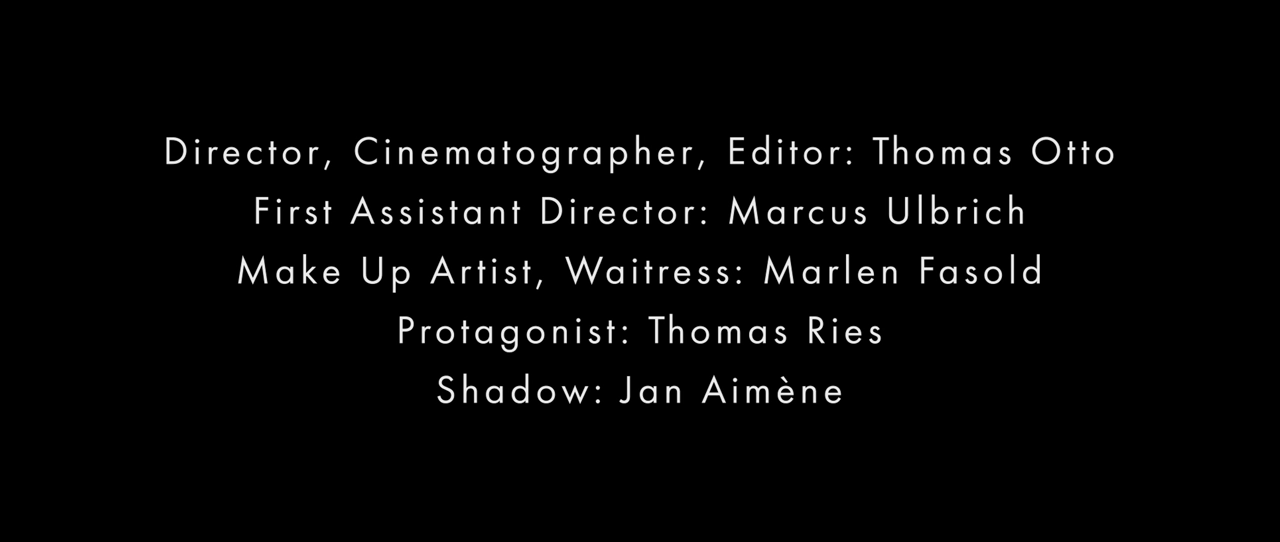 Director, Cinematographer, Editor: Thomas Otto
First Assistant Director: Marcus Ulbrich
Make Up Artist, Waitress: Marlen Fasold
Protagonist: Thomas Ries
Shadow: Jan Aimène